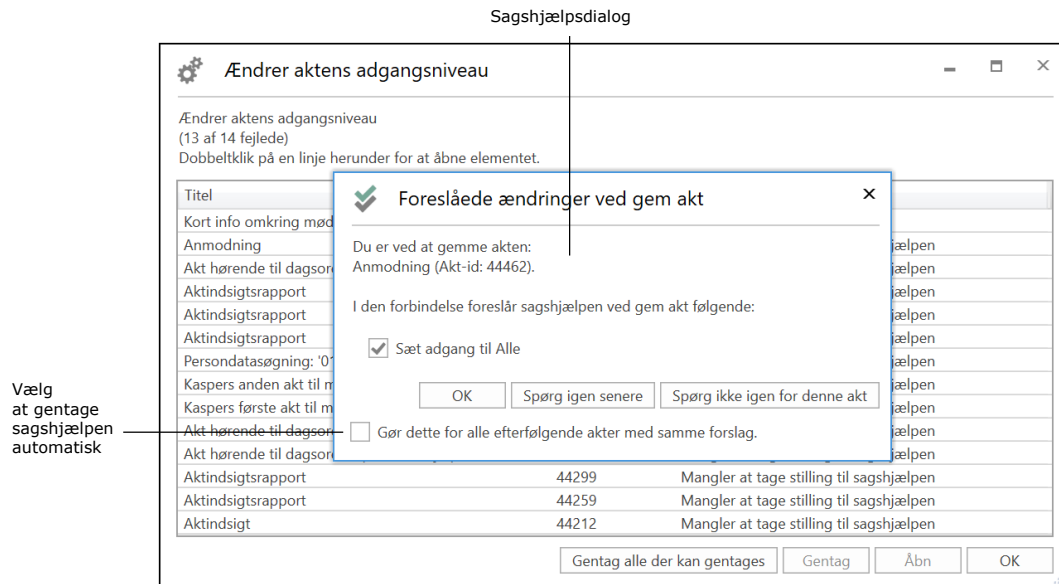 Sagshjælpsdialog
Ændrer aktens adgangsniveau
Ændrer aktens adgangsniveau
(13 af 14 fejlede)
Dobbeltklik på en linje herunder for at åbne elementet.
Titel
Kort info omkring mød
Anmodning jælpen
Akt hørende til dagsor jælpen
Aktindsigtsrapport jælpen
Aktindsigtsrapport jælpen
Aktindsigtsrapport jælpen
Persondatasøgning: '01 jælpen
Kaspers anden akt til m jælpen
Kaspers første akt til m jælpen
Akt hørende til dagsor jælpen
Akt hørende til dagsor jælpen
Aktindsigtsrapport 44299 Mangler at tage stilling til sagshjælpen
Aktindsigtsrapport 44259 Mangler at tage stilling til sagshjælpen
Aktindsigt 44212 Mangler at tage stilling til sagshjælpen
Foreslåede ændringer ved gem akt
Du er ved at gemme akten:
Anmodning (Akt-id: 44462).
I den forbindelse foreslår sagshjælpen ved gem akt følgende:
Sæt adgang til Alle
OK Spørg igen senere Spørg ikke igen for denne akt
Gør dette for alle efterfølgende akter med samme forslag.
Vælg
at gentage
sagshjælpen
automatisk
Gentag alle der kan gentages Gentag Åbn OK